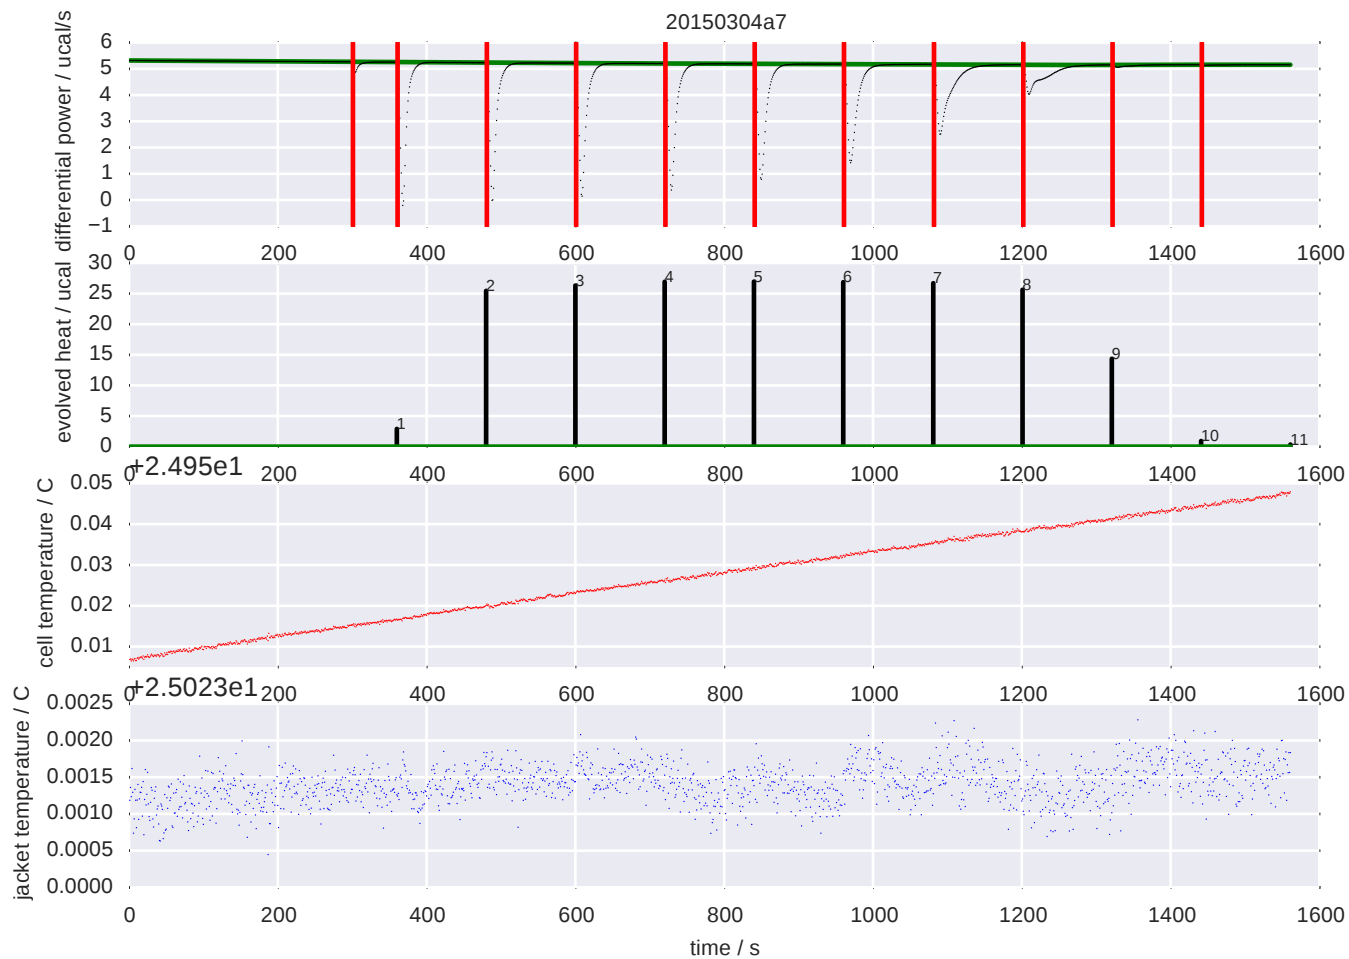 20150304a7
differential power / ucal/s
6
5
4
3
2
1
0
−1
0 200 400 600 800 1000 1200 1400 1600
evolved heat / ucal
30
25
20
15
10
5
0
1 2 3 4 5 6 7 8 9 10 11
0 200 400 600 800 1000 1200 1400 1600
+2.495e1
cell temperature / C
0.05
0.04
0.03
0.02
0.01
0 200 400 600 800 1000 1200 1400 1600
+2.5023e1
jacket temperature / C
0.0025
0.0020
0.0015
0.0010
0.0005
0.0000
0 200 400 600 800 1000 1200 1400 1600
time / s